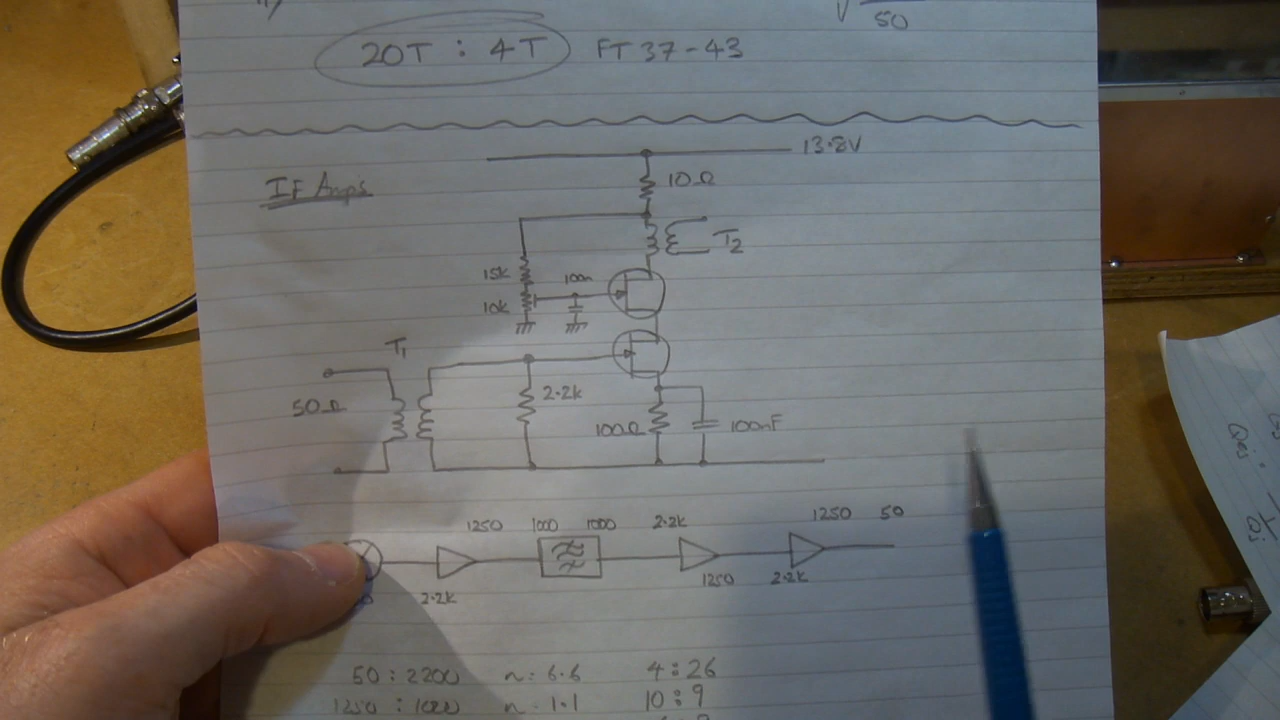 50
20T : 4T FT 37-43
13.8V
IF Amps
10Ω
T2
15k 100n
10k
T1
2.2k
50Ω
100Ω 100nF
1250 1000 1000 2.2k 1250 50
2.2k 1250 2.2k
50 : 2200 n: 6.6 4:26
1250 : 1000 n: 1.1 10:9